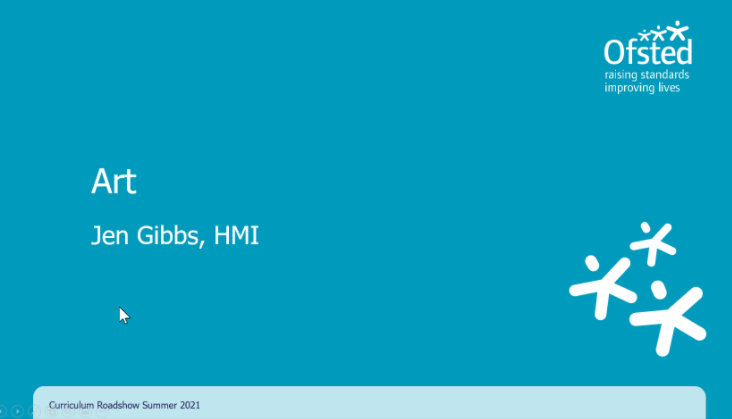 Ofsted
raising standards
improving lives
Art
Jen Gibbs, HMI
Curriculum Roadshow Summer 2021